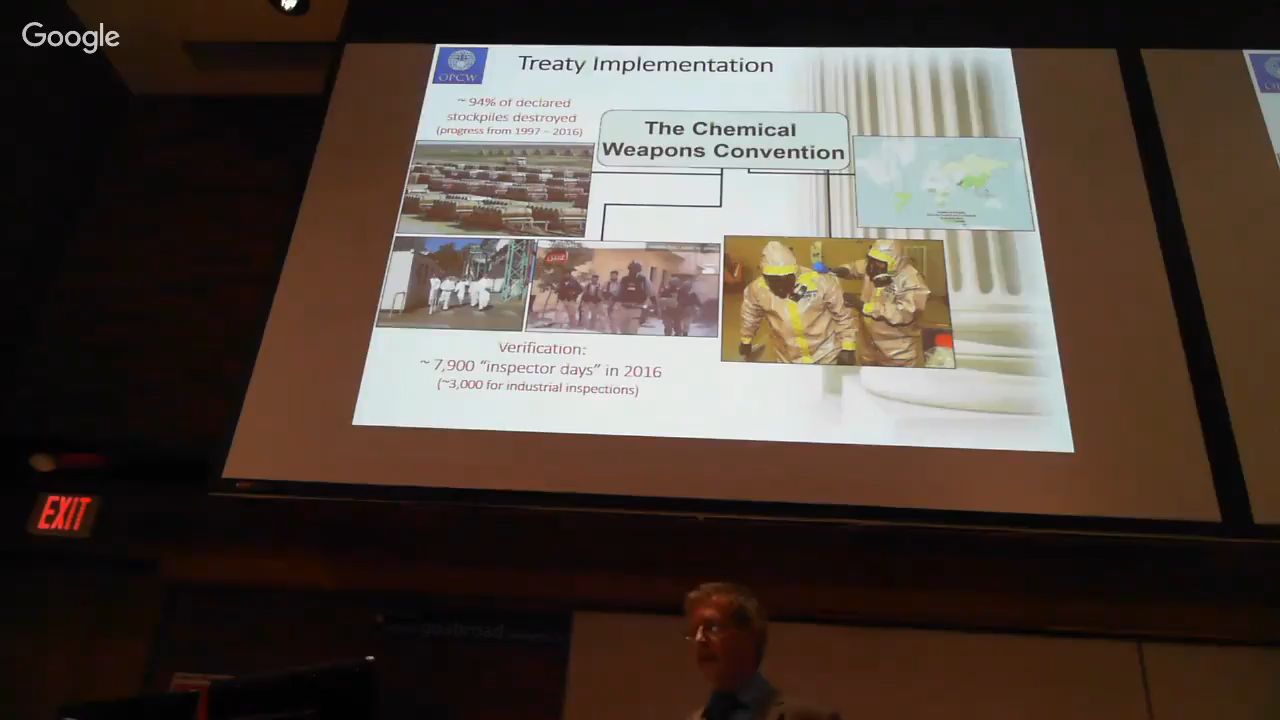 Google
OPCW
Treaty Implementation
~ 94% of declared
stockpiles destroyed
(progress from 1997 – 2016)
The Chemical
Weapons Convention
Verification:
~ 7,900 “inspector days” in 2016
(~3,000 for industrial inspections)
EXIT